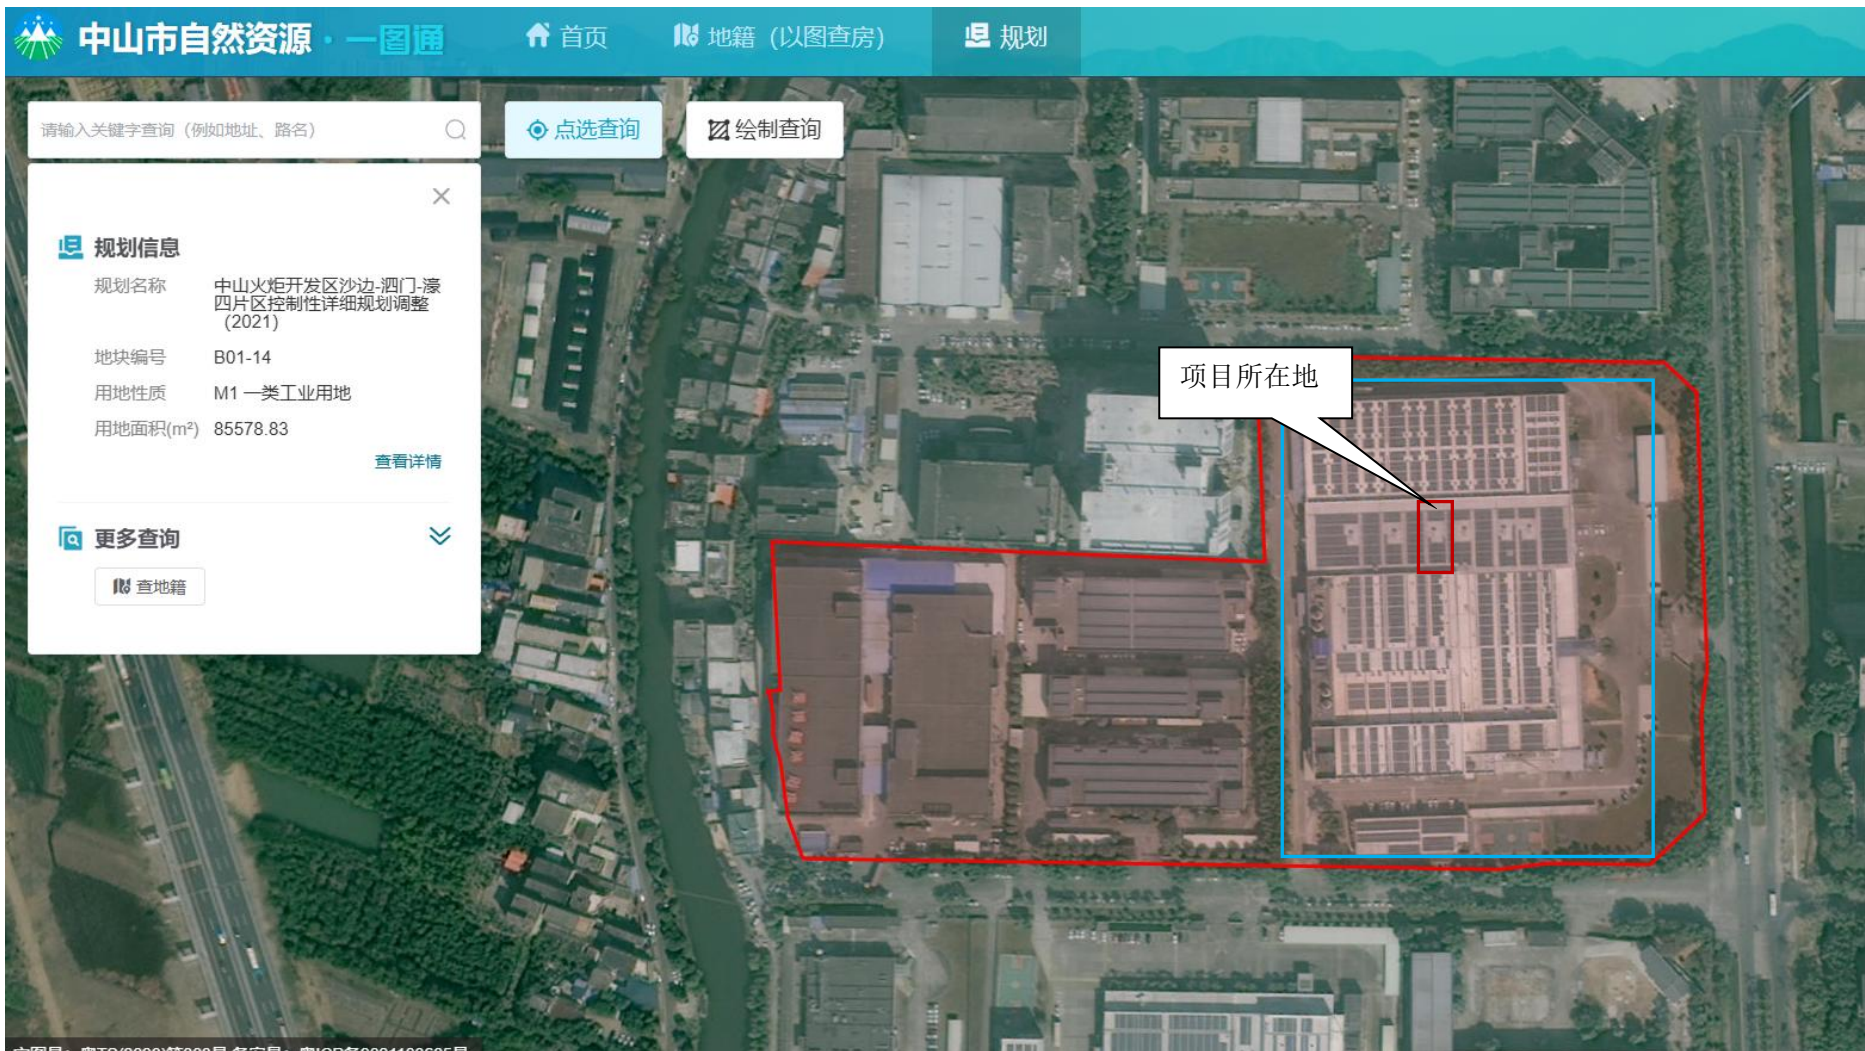 中山市自然资源·一图通
首页
地籍（以图查房）
规划
请输入关键字查询（例如地址、路名）
点选查询
绘制查询
规划信息
规划名称
中山火炬开发区沙边-泗门-濠
四片区控制性详细规划调整
（2021）
地块编号 B01-14
用地性质 M1 一类工业用地
用地面积(m²) 85578.83
查看详情
更多查询
查地籍
项目所在地